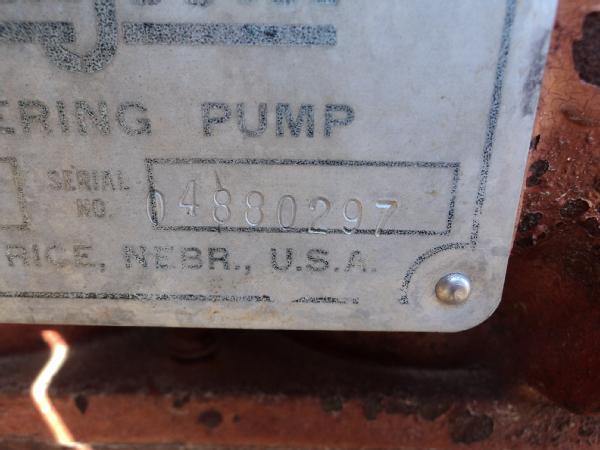 ERING PUMP
SERIAL
NO. 04880297
RICE, NEBR., U.S.A.